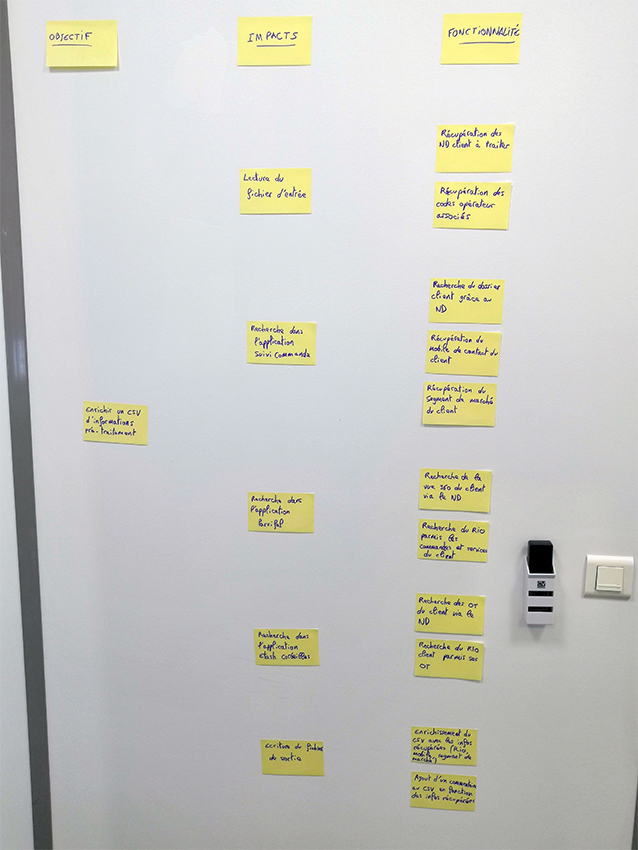 OBJECTIF
IMPACTS
FONCTIONNALITÉ
Récupération des
ND client à traiter
Lecture du
fichier d'entrée
Récupération des
codes opérateur
associés
Recherche du dossier
client grâce au
ND
Recherche dans
l'application
suivi commande
Récupération du
mobile de contact du
client
Récupération du
segment de marché
du client
Enrichir un CSV
d'informations
pré-traitement
Recherche de la
vue 360 du client
via le ND
Recherche dans
l'application
Recherche du RIO
parmis les
commandes et services
du client
Recherche des OT
du client via le
ND
Recherche dans
l'application
Recherche du RIO
client parmis ses
OT
Ecriture du fichier
de sortie
Enrichissement du
CSV avec les infos
récupérées (Rio,
mobile, segment de
marché)
Ajout d'un commentaire
au CSV en fonction
des infos récupérées